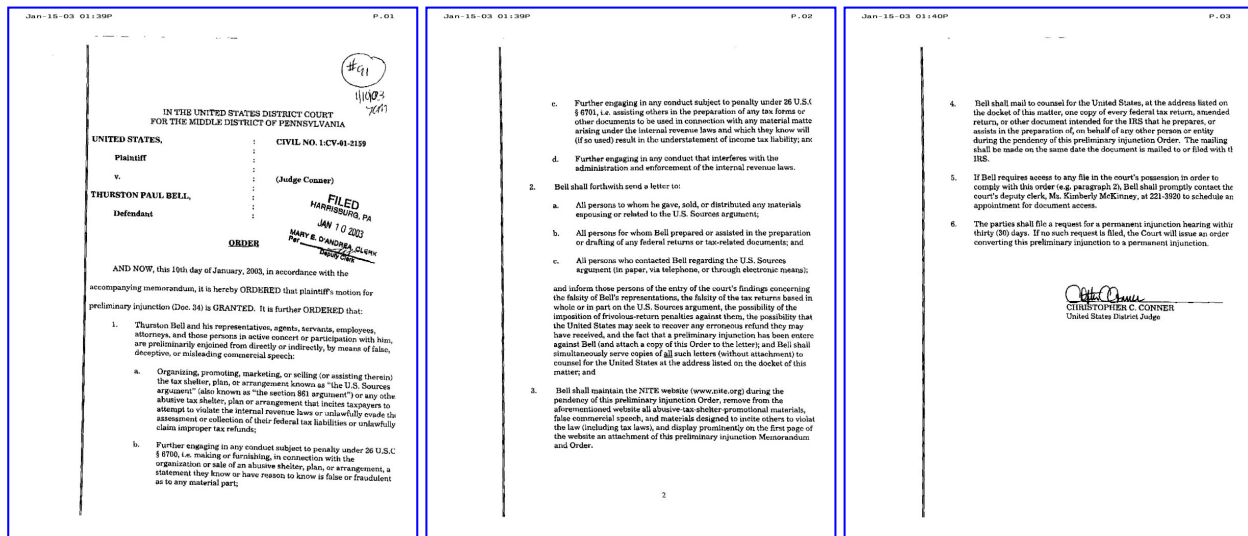 Jan-15-03 01:39P P.01
#91
IN THE UNITED STATES DISTRICT COURT
FOR THE MIDDLE DISTRICT OF PENNSYLVANIA
UNITED STATES, : CIVIL NO. 1:CV-01-2159
Plaintiff :
v. : (Judge Conner)
THURSTON PAUL BELL, :
Defendant :
FILED
HARRISBURG, PA
JAN 10 2003
MARY E. D'ANDREA, CLERK
Per
Deputy Clerk
ORDER
AND NOW, this 10th day of January, 2003, in accordance with the
accompanying memorandum, it is hereby ORDERED that plaintiff's motion for
preliminary injunction (Doc. 34) is GRANTED. It is further ORDERED that:
1. Thurston Bell and his representatives, agents, servants, employees,
attorneys, and those persons in active concert or participation with him,
are preliminarily enjoined from directly or indirectly, by means of false,
deceptive, or misleading commercial speech:
a. Organizing, promoting, marketing, or selling (or assisting therein)
the tax shelter, plan, or arrangement known as "the U.S. Sources
argument" (also known as "the section 861 argument") or any othe
abusive tax shelter, plan or arrangement that incites taxpayers to
attempt to violate the internal revenue laws or unlawfully evade the
assessment or collection of their federal tax liabilities or unlawfully
claim improper tax refunds;
b. Further engaging in any conduct subject to penalty under 26 U.S.C
§ 6700, i.e. making or furnishing, in connection with the
organization or sale of an abusive shelter, plan, or arrangement, a
statement they know or have reason to know is false or fraudulent
as to any material part;
Jan-15-03 01:39P P.02
c. Further engaging in any conduct subject to penalty under 26 U.S.C
§ 6701, i.e. assisting others in the preparation of any tax forms or
other documents to be used in connection with any material matte
arising under the internal revenue laws and which they know will
(if so used) result in the understatement of income tax liability; and
d. Further engaging in any conduct that interferes with the
administration and enforcement of the internal revenue laws.
2. Bell shall forthwith send a letter to:
a. All persons to whom he gave, sold, or distributed any materials
espousing or related to the U.S. Sources argument;
b. All persons for whom Bell prepared or assisted in the preparation
or drafting of any federal returns or tax-related documents; and
c. All persons who contacted Bell regarding the U.S. Sources
argument (in paper, via telephone, or through electronic means);
and inform those persons of the entry of the court's findings concerning
the falsity of Bell's representations, the falsity of the tax returns based in
whole or in part on the U.S. Sources argument, the possibility of the
imposition of frivolous-return penalties against them, the possibility that
the United States may seek to recover any erroneous refund they may
have received, and the fact that a preliminary injunction has been entere
against Bell (and attach a copy of this Order to the letter); and Bell shall
simultaneously serve copies of all such letters (without attachment) to
counsel for the United States at the address listed on the docket of this
matter; and
3. Bell shall maintain the NITE website (www.nite.org) during the
pendency of this preliminary injunction Order, remove from the
aforementioned website all abusive-tax-shelter-promotional materials,
false commercial speech, and materials designed to incite others to violat
the law (including tax laws), and display prominently on the first page of
the website an attachment of this preliminary injunction Memorandum
and Order.
2
Jan-15-03 01:40P P.03
4. Bell shall mail to counsel for the United States, at the address listed on
the docket of this matter, one copy of every federal tax return, amended
return, or other document intended for the IRS that he prepares, or
assists in the preparation of, on behalf of any other person or entity
during the pendency of this preliminary injunction Order. The mailing
shall be made on the same date the document is mailed to or filed with th
IRS.
5. If Bell requires access to any file in the court's possession in order to
comply with this order (e.g. paragraph 2), Bell shall promptly contact the
court's deputy clerk, Ms. Kimberly McKinney, at 221-3920 to schedule an
appointment for document access.
6. The parties shall file a request for a permanent injunction hearing within
thirty (30) days. If no such request is filed, the Court will issue an order
converting this preliminary injunction to a permanent injunction.
CHRISTOPHER C. CONNER
United States District Judge